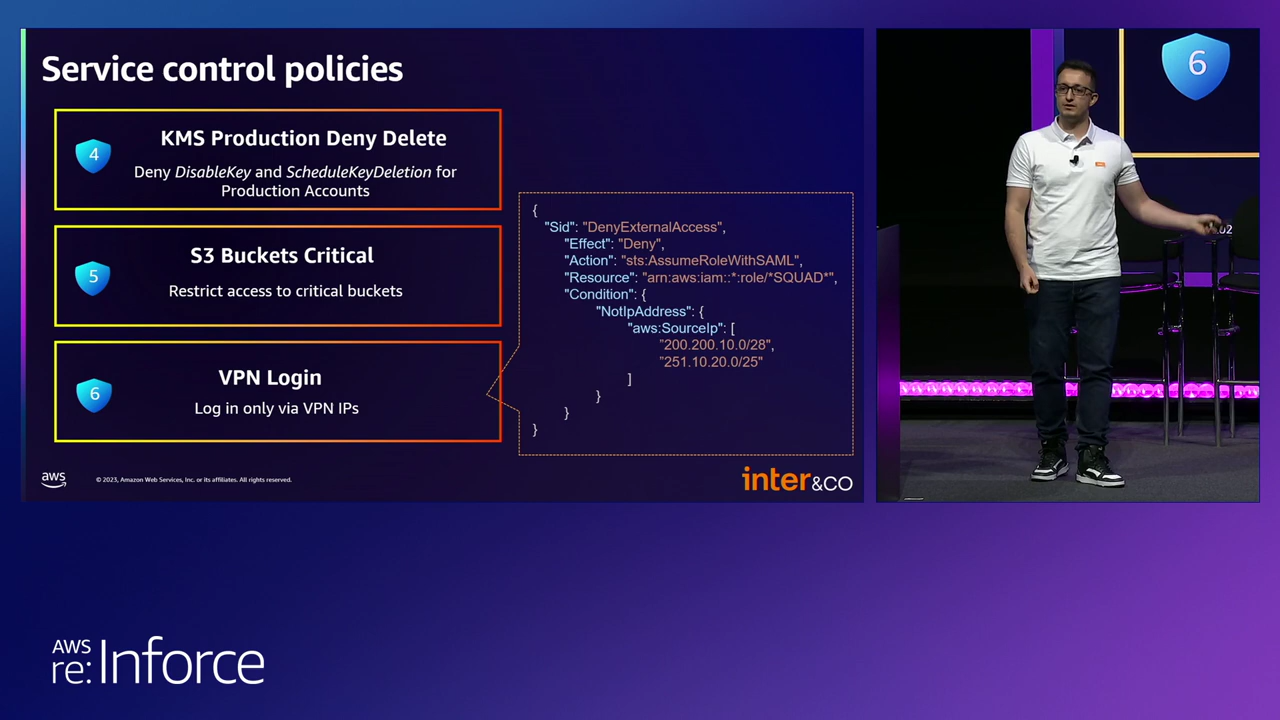 Service control policies
4
KMS Production Deny Delete
Deny DisableKey and ScheduleKeyDeletion for
Production Accounts
5
S3 Buckets Critical
Restrict access to critical buckets
6
VPN Login
Log in only via VPN IPs
{
"Sid": "DenyExternalAccess",
"Effect": "Deny",
"Action": "sts:AssumeRoleWithSAML",
"Resource": "arn:aws:iam::*:role/*SQUAD*",
"Condition": {
"NotIpAddress": {
"aws:SourceIp": [
"200.200.10.0/28",
"251.10.20.0/25"
]
}
}
}
aws
© 2023, Amazon Web Services, Inc. or its affiliates. All rights reserved.
inter&CO
6
AWS
re:Inforce